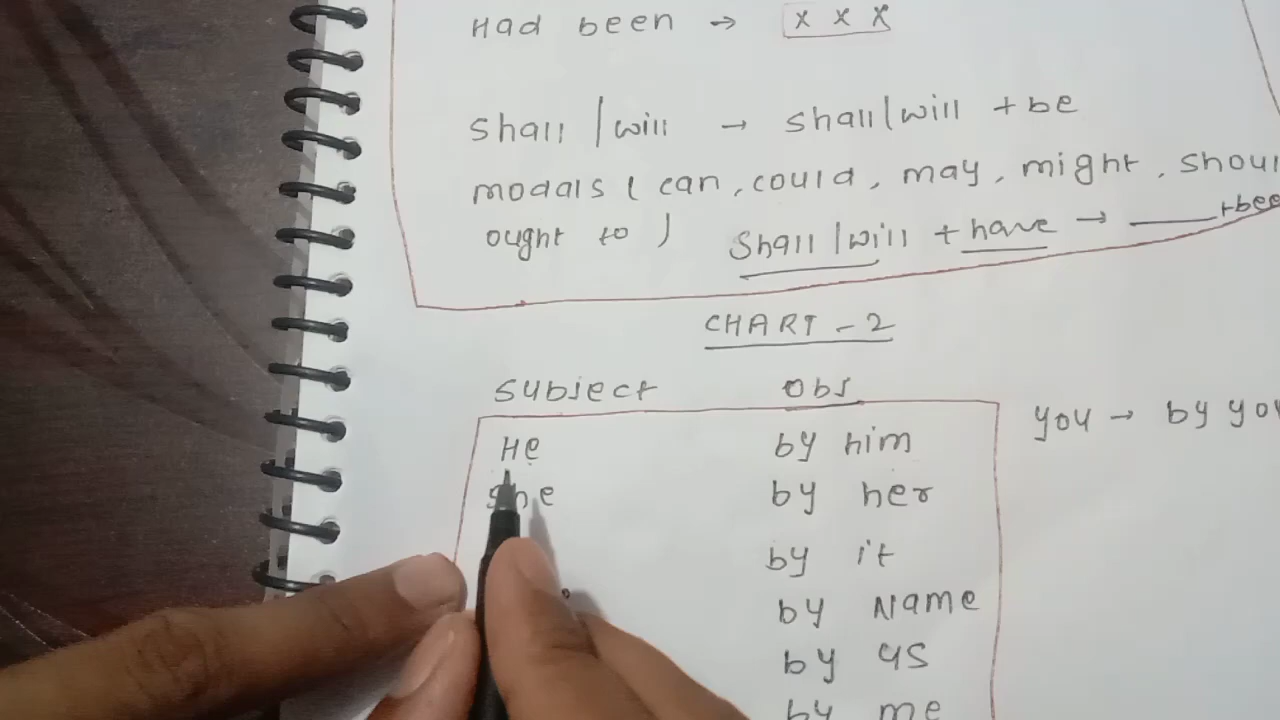 Had been → x x x
Shall / will → Shall / will + be
modals ( can, could, may, might, shoul
ought to ) Shall / will + have → ____ + bee
CHART - 2
Subject Obj
He by him you → by you
She by her
by it
by Name
by us
by me